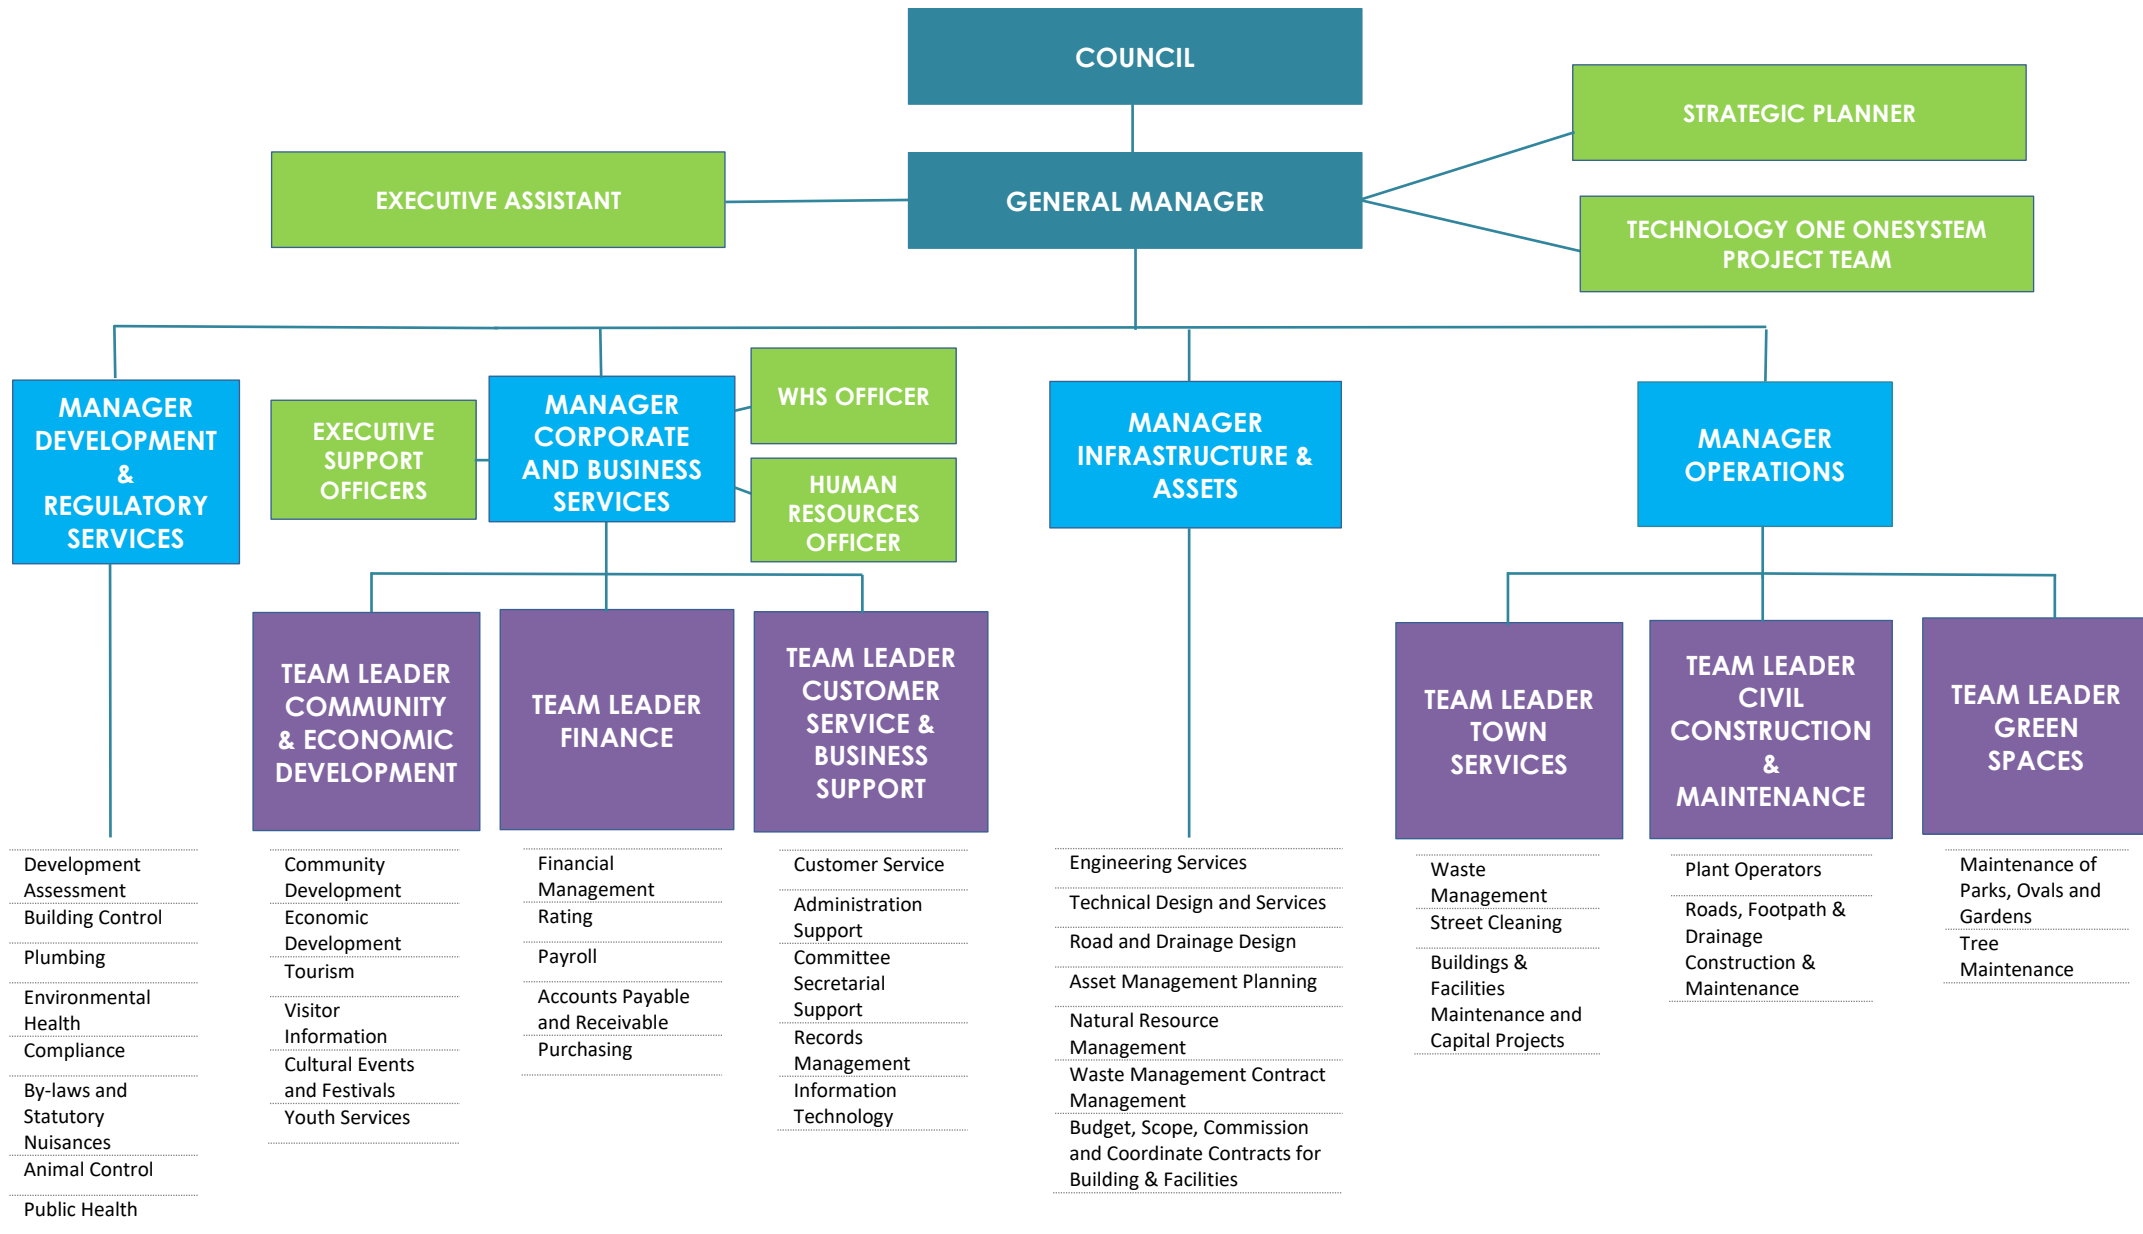 COUNCIL
STRATEGIC PLANNER
EXECUTIVE ASSISTANT
GENERAL MANAGER
TECHNOLOGY ONE ONESYSTEM
PROJECT TEAM
MANAGER
DEVELOPMENT
&
REGULATORY
SERVICES
EXECUTIVE
SUPPORT
OFFICERS
MANAGER
CORPORATE
AND BUSINESS
SERVICES
WHS OFFICER
HUMAN
RESOURCES
OFFICER
MANAGER
INFRASTRUCTURE &
ASSETS
MANAGER
OPERATIONS
TEAM LEADER
COMMUNITY
& ECONOMIC
DEVELOPMENT
TEAM LEADER
FINANCE
TEAM LEADER
CUSTOMER
SERVICE &
BUSINESS
SUPPORT
TEAM LEADER
TOWN
SERVICES
TEAM LEADER
CIVIL
CONSTRUCTION
&
MAINTENANCE
TEAM LEADER
GREEN
SPACES
Development
Assessment
Building Control
Plumbing
Environmental
Health
Compliance
By-laws and
Statutory
Nuisances
Animal Control
Public Health
Community
Development
Economic
Development
Tourism
Visitor
Information
Cultural Events
and Festivals
Youth Services
Financial
Management
Rating
Payroll
Accounts Payable
and Receivable
Purchasing
Customer Service
Administration
Support
Committee
Secretarial
Support
Records
Management
Information
Technology
Engineering Services
Technical Design and Services
Road and Drainage Design
Asset Management Planning
Natural Resource
Management
Waste Management Contract
Management
Budget, Scope, Commission
and Coordinate Contracts for
Building & Facilities
Waste
Management
Street Cleaning
Buildings &
Facilities
Maintenance and
Capital Projects
Plant Operators
Roads, Footpath &
Drainage
Construction &
Maintenance
Maintenance of
Parks, Ovals and
Gardens
Tree
Maintenance